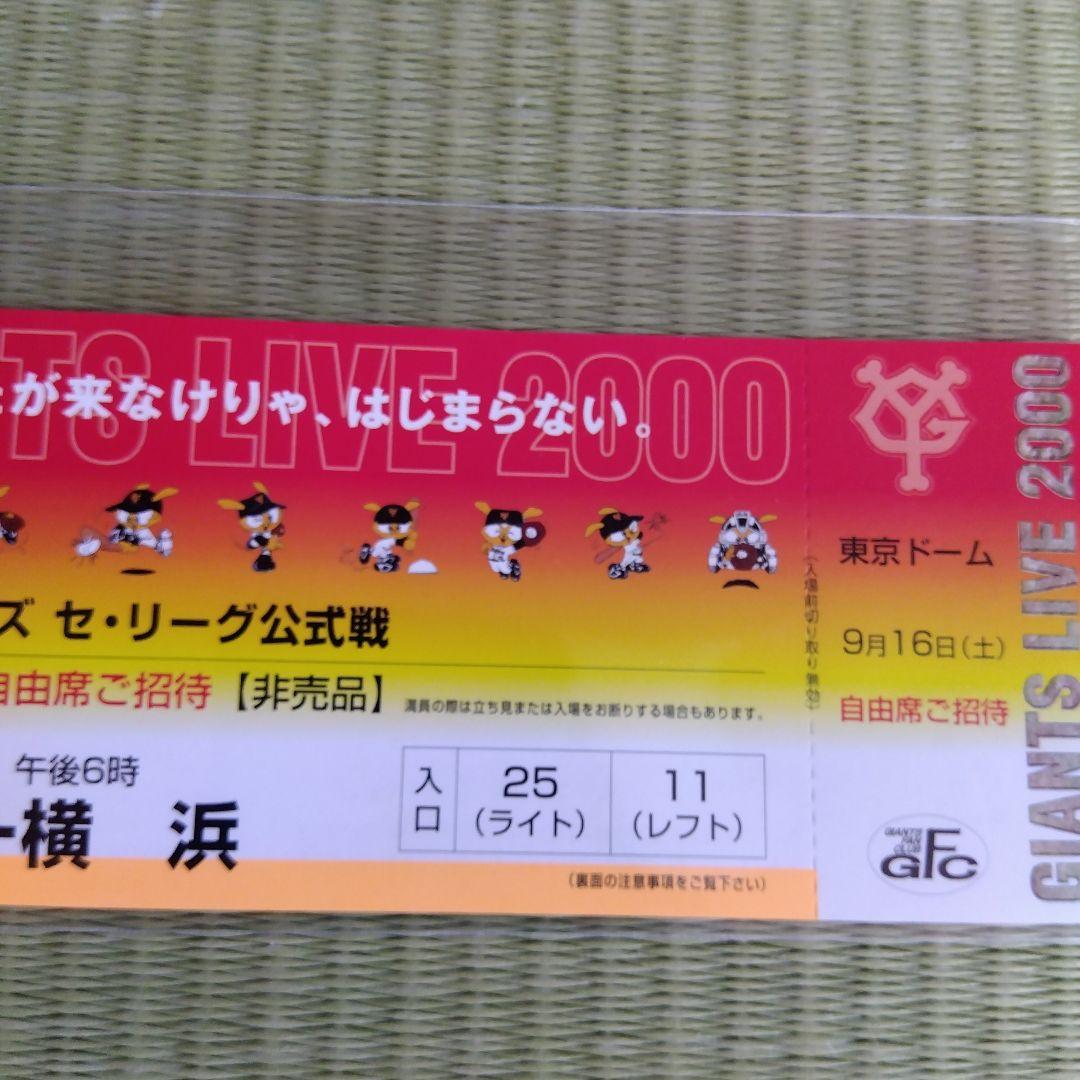 TS LIVE 2000
が来なけりゃ、はじまらない。
ズ セ・リーグ公式戦
自由席ご招待【非売品】
満員の際は立ち見または入場をお断りする場合もあります。
午後6時
横 浜
入口
25
(ライト)
11
(レフト)
(裏面の注意事項をご覧下さい)
(入場前切り取り無効)
YG
東京ドーム
9月16日(土)
自由席ご招待
GIANTS
FAN
CLUB
GFC
GIANTS LIVE 2000